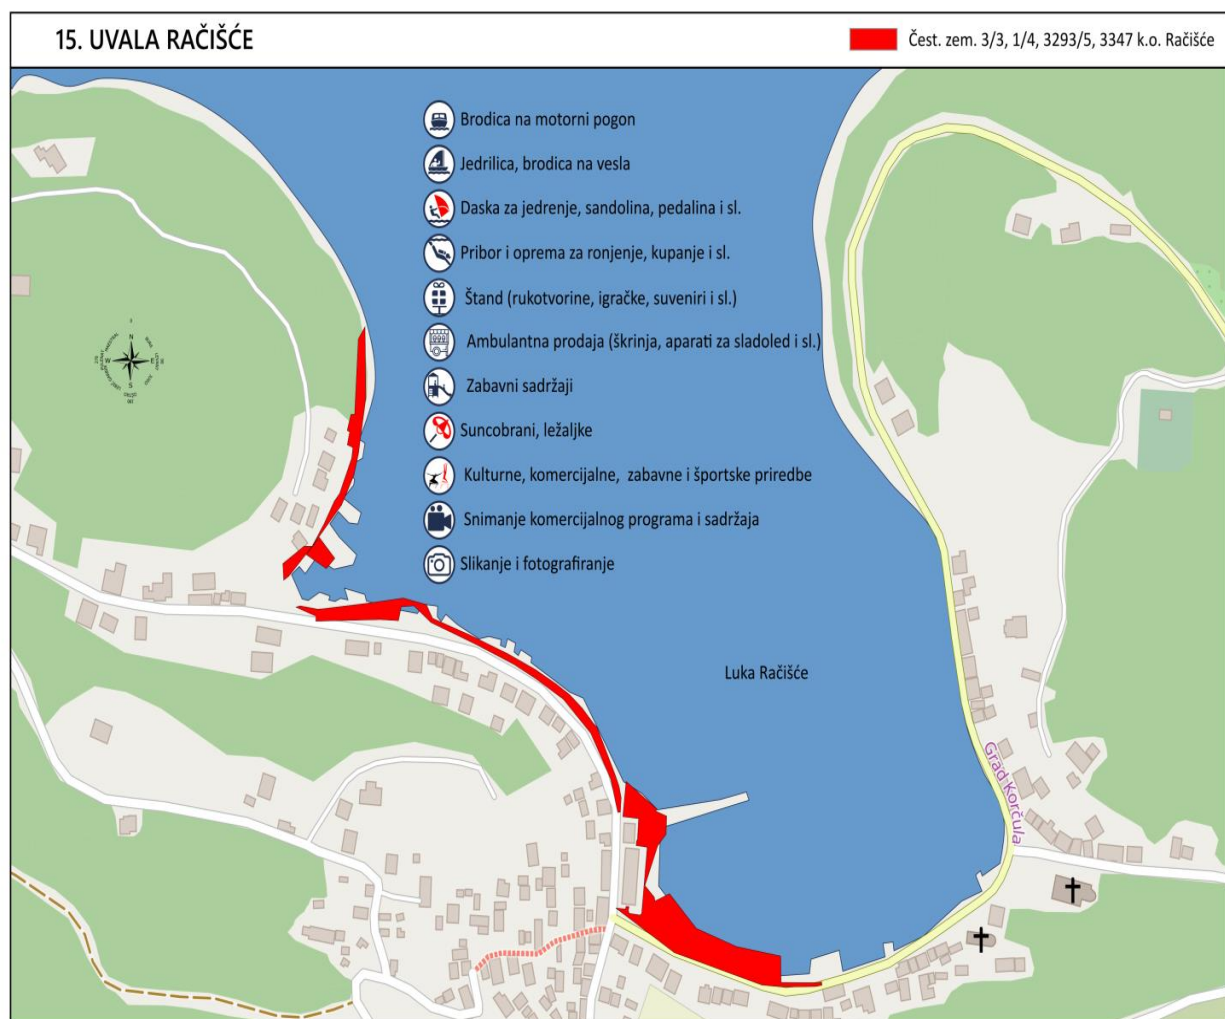 15. UVALA RAČIŠĆE
Čest. zem. 3/3, 1/4, 3293/5, 3347 k.o. Račišće
Brodica na motorni pogon
Jedrilica, brodica na vesla
Daska za jedrenje, sandolina, pedalina i sl.
Pribor i oprema za ronjenje, kupanje i sl.
Štand (rukotvorine, igračke, suveniri i sl.)
Ambulantna prodaja (škrinja, aparati za sladoled i sl.)
Zabavni sadržaji
Suncobrani, ležaljke
Kulturne, komercijalne, zabavne i športske priredbe
Snimanje komercijalnog programa i sadržaja
Slikanje i fotografiranje
N
W
E
S
Luka Račišće
Grad Korčula